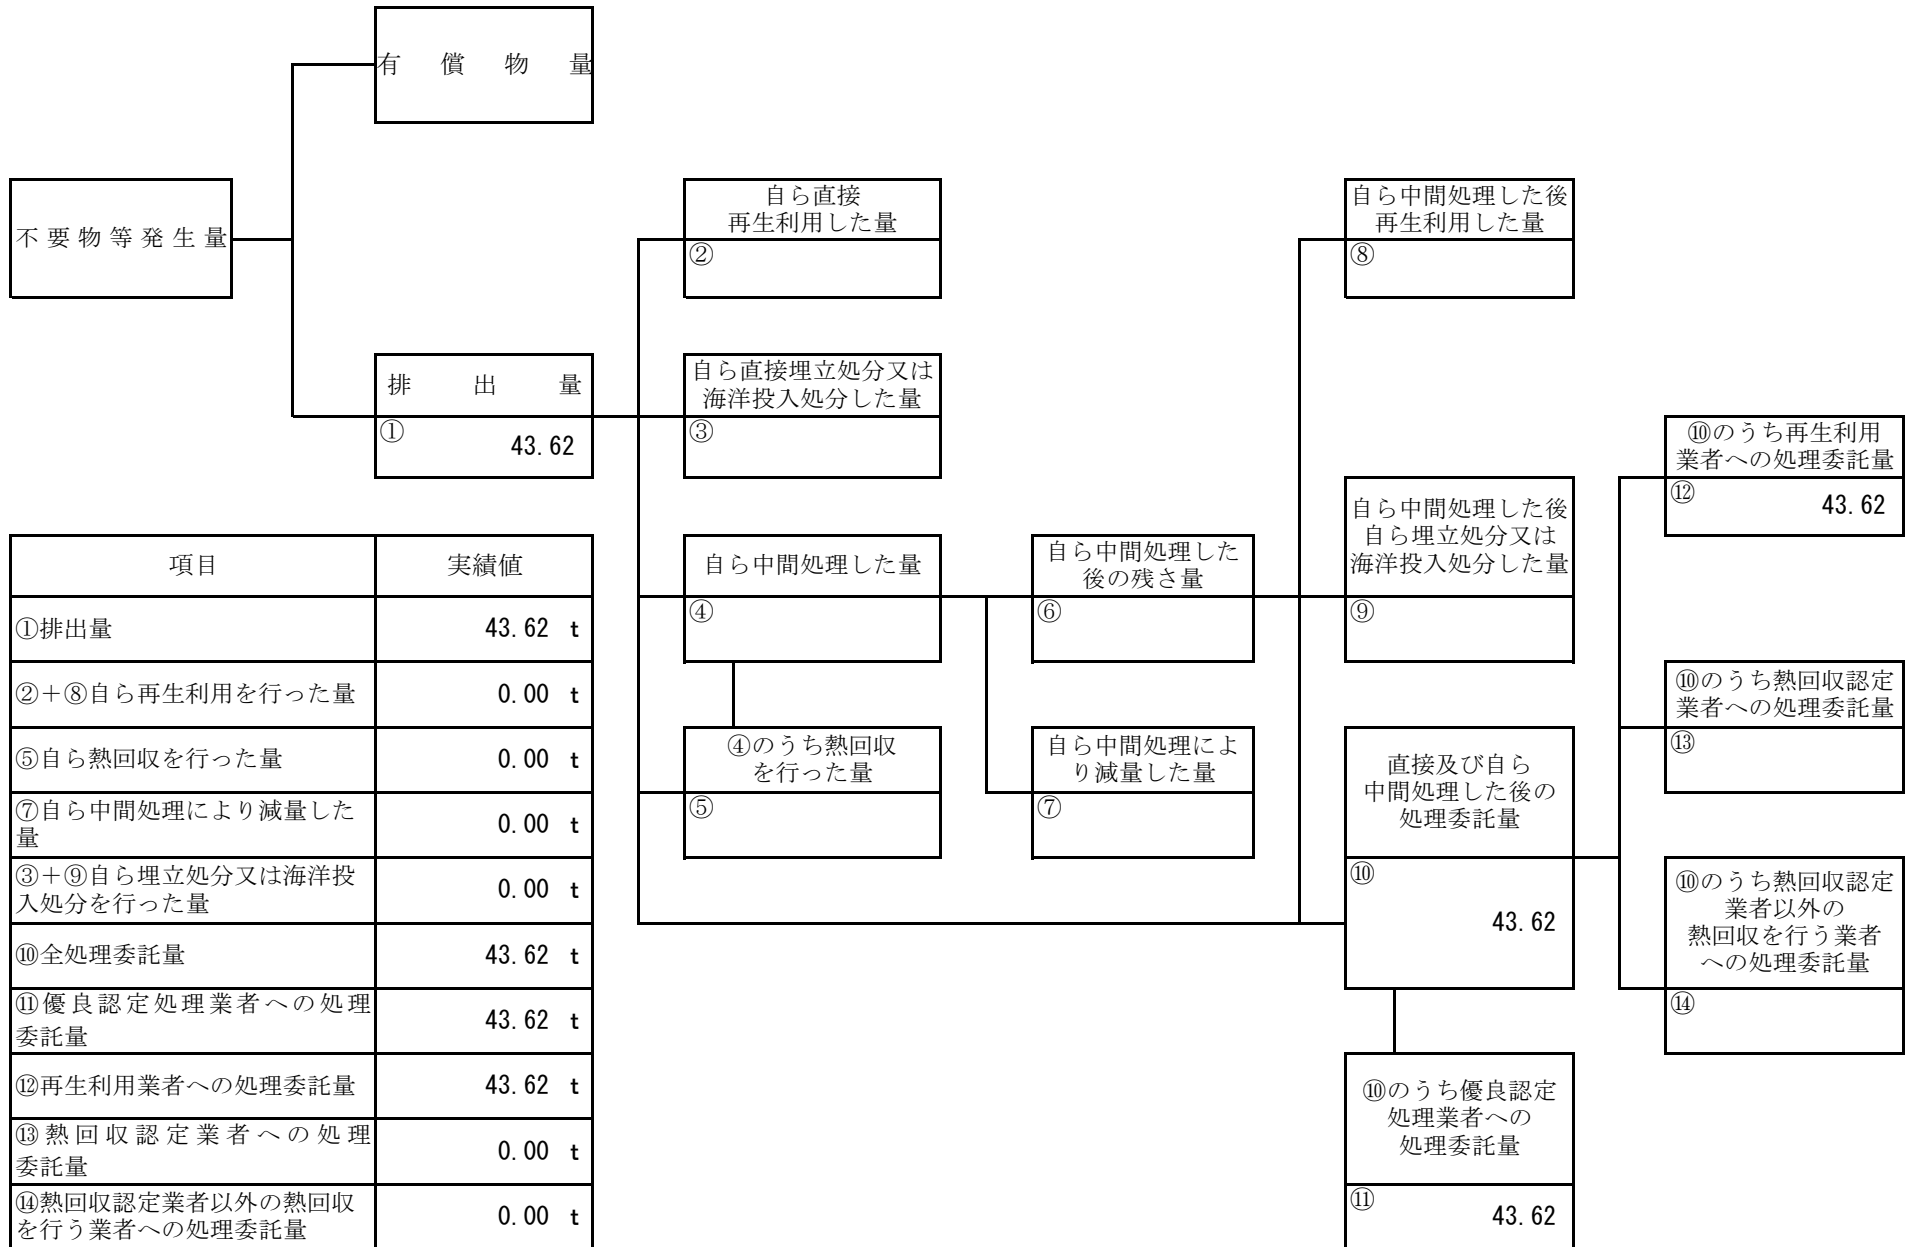 有償物量
不要物等発生量
自ら直接
再生利用した量
②
自ら中間処理した後
再生利用した量
⑧
排出量
① 43.62
自ら直接埋立処分又は
海洋投入処分した量
③
⑩のうち再生利用
業者への処理委託量
⑫ 43.62
自ら中間処理した量
④
自ら中間処理した
後の残さ量
⑥
自ら中間処理した後
自ら埋立処分又は
海洋投入処分した量
⑨
⑩のうち熱回収認定
業者への処理委託量
⑬
④のうち熱回収
を行った量
⑤
自ら中間処理によ
り減量した量
⑦
直接及び自ら
中間処理した後の
処理委託量
⑩
43.62
⑩のうち熱回収認定
業者以外の
熱回収を行う業者
への処理委託量
⑭
⑩のうち優良認定
処理業者への
処理委託量
⑪ 43.62
項目 実績値
①排出量 43.62 t
②+⑧自ら再生利用を行った量 0.00 t
⑤自ら熱回収を行った量 0.00 t
⑦自ら中間処理により減量した
量 0.00 t
③+⑨自ら埋立処分又は海洋投
入処分を行った量 0.00 t
⑩全処理委託量 43.62 t
⑪優良認定処理業者への処理
委託量 43.62 t
⑫再生利用業者への処理委託量 43.62 t
⑬熱回収認定業者への処理
委託量 0.00 t
⑭熱回収認定業者以外の熱回収
を行う業者への処理委託量 0.00 t